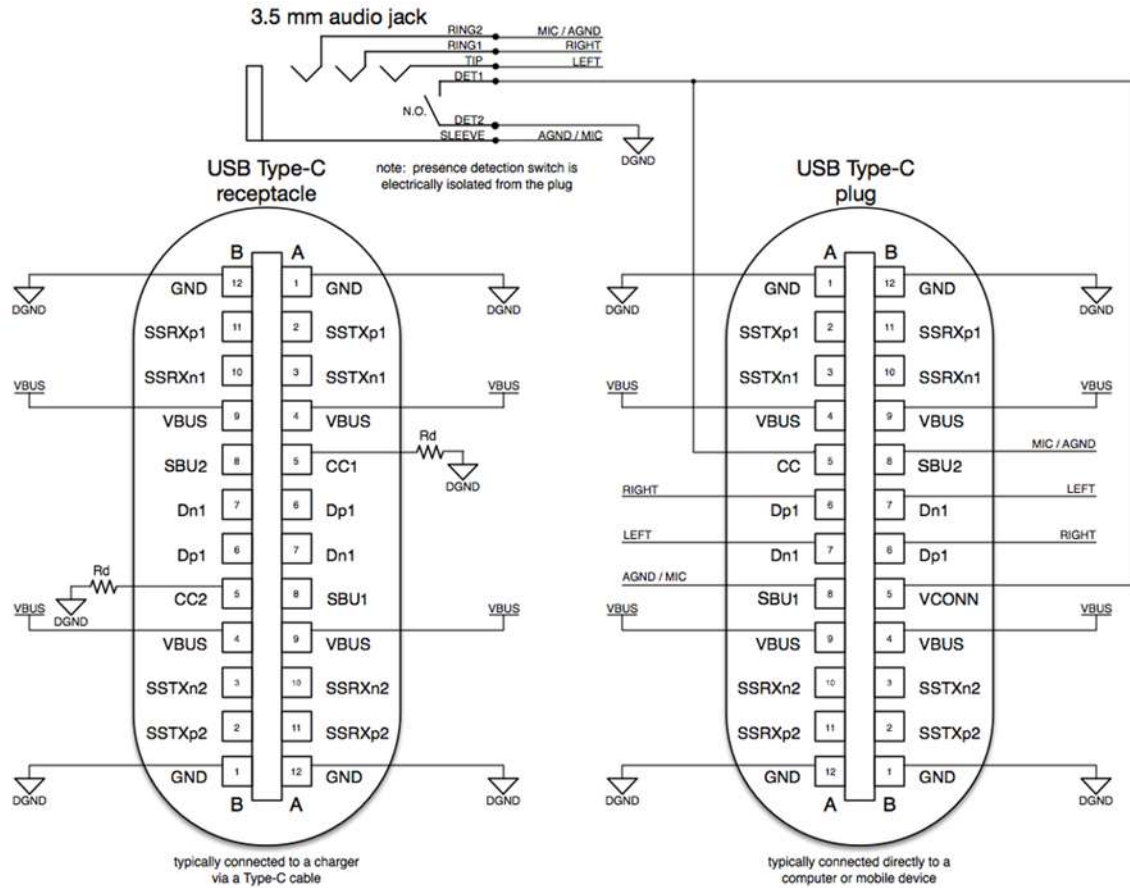 3.5 mm audio jack
RING2 MIC / AGND
RING1 RIGHT
TIP LEFT
DET1
N.O.
DET2
SLEEVE AGND / MIC
DGND
note: presence detection switch is
electrically isolated from the plug
USB Type-C
receptacle
B A
GND 12 1 GND
DGND DGND
SSRXp1 11 2 SSTXp1
SSRXn1 10 3 SSTXn1
VBUS VBUS
VBUS 9 4 VBUS
Rd
SBU2 8 5 CC1
DGND
Dn1 7 6 Dp1
Dp1 6 7 Dn1
Rd
CC2 5 8 SBU1
DGND
VBUS VBUS
VBUS 4 9 VBUS
SSTXn2 3 10 SSRXn2
SSTXp2 2 11 SSRXp2
GND 1 12 GND
DGND DGND
B A
typically connected to a charger
via a Type-C cable
USB Type-C
plug
A B
GND 1 12 GND
DGND DGND
SSTXp1 2 11 SSRXp1
SSTXn1 3 10 SSRXn1
VBUS VBUS
VBUS 4 9 VBUS
MIC / AGND
CC 5 8 SBU2
RIGHT LEFT
Dp1 6 7 Dn1
LEFT RIGHT
Dn1 7 6 Dp1
AGND / MIC
SBU1 8 5 VCONN
VBUS VBUS
VBUS 9 4 VBUS
SSRXn2 10 3 SSTXn2
SSRXp2 11 2 SSTXp2
GND 12 1 GND
DGND DGND
A B
typically connected directly to a
computer or mobile device